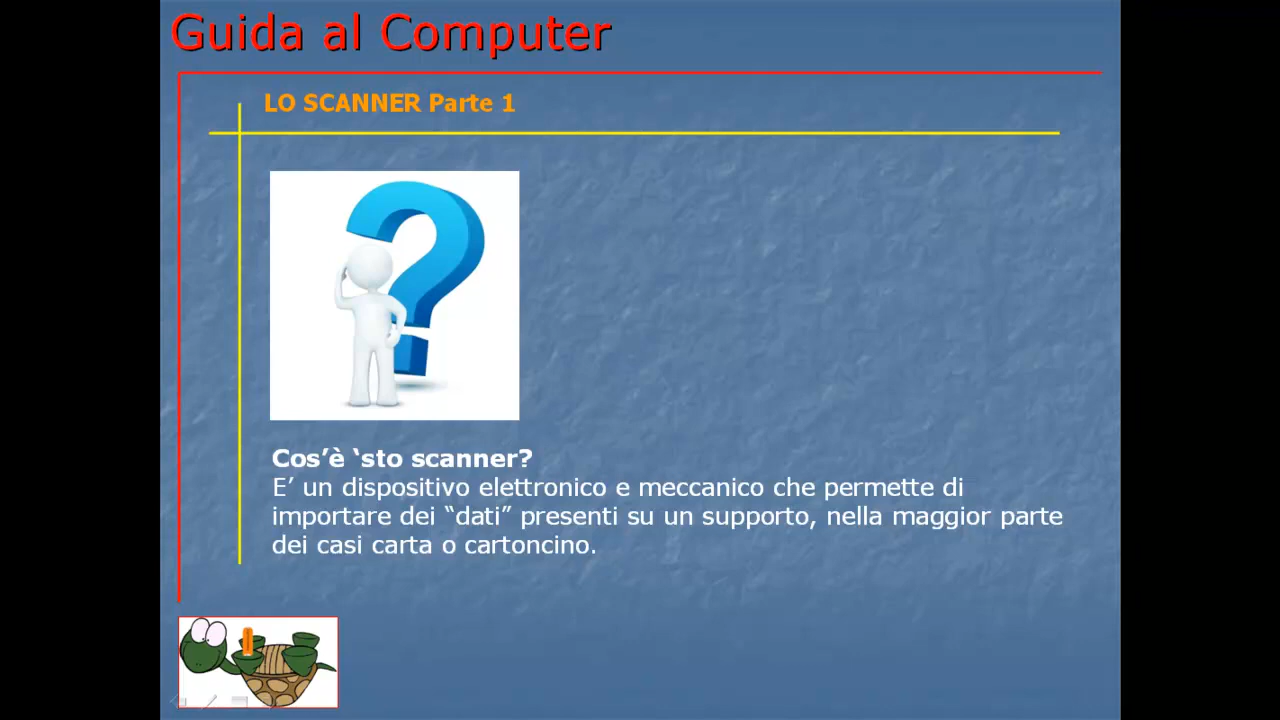 Guida al Computer
LO SCANNER Parte 1
Cos’è ‘sto scanner?
E’ un dispositivo elettronico e meccanico che permette di
importare dei “dati” presenti su un supporto, nella maggior parte
dei casi carta o cartoncino.